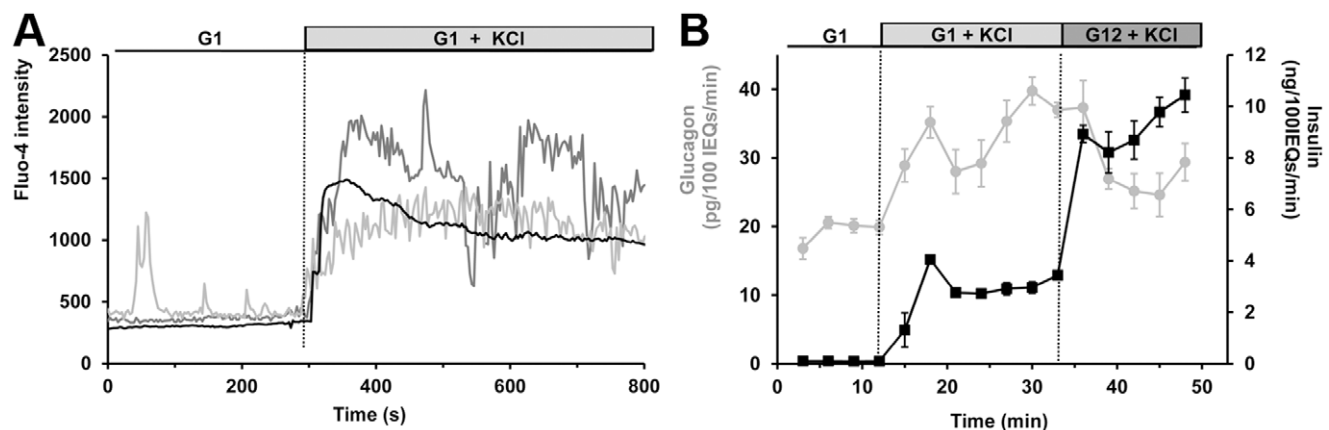 A
G1
G1 + KCl
2500
2000
1500
1000
500
0
Fluo-4 intensity
0
200
400
600
800
Time (s)
B
G1
G1 + KCl
G12 + KCl
40
30
20
10
0
Glucagon
(pg/100 IEQs/min)
12
10
8
6
4
2
0
Insulin
(ng/100IEQs/min)
0
10
20
30
40
50
Time (min)